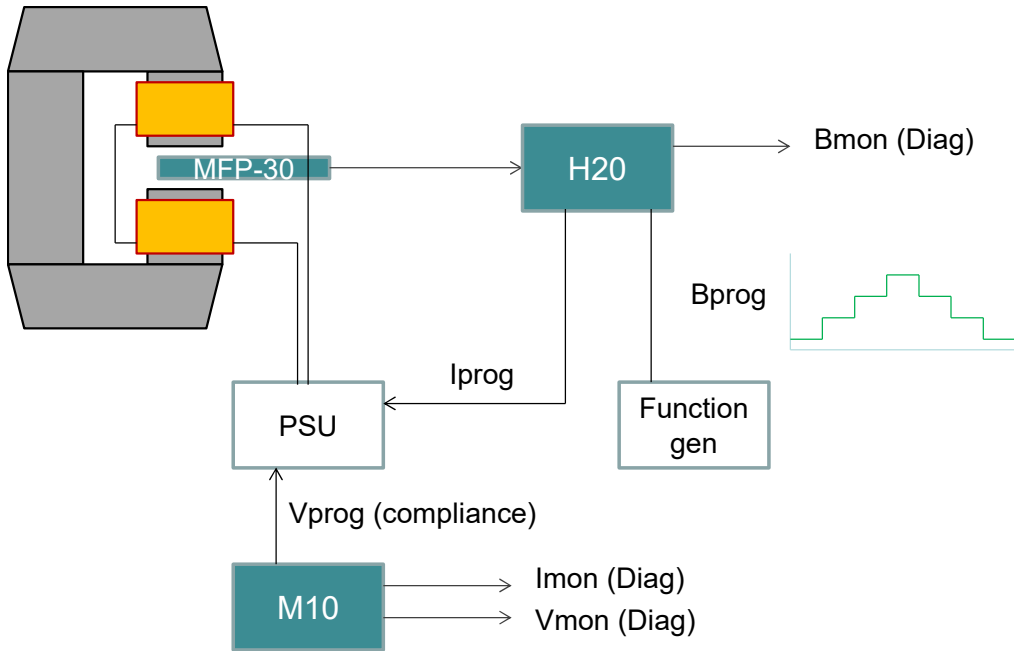 MFP-30
H20
Bmon (Diag)
Bprog
Iprog
PSU
Function
gen
Vprog (compliance)
M10
Imon (Diag)
Vmon (Diag)